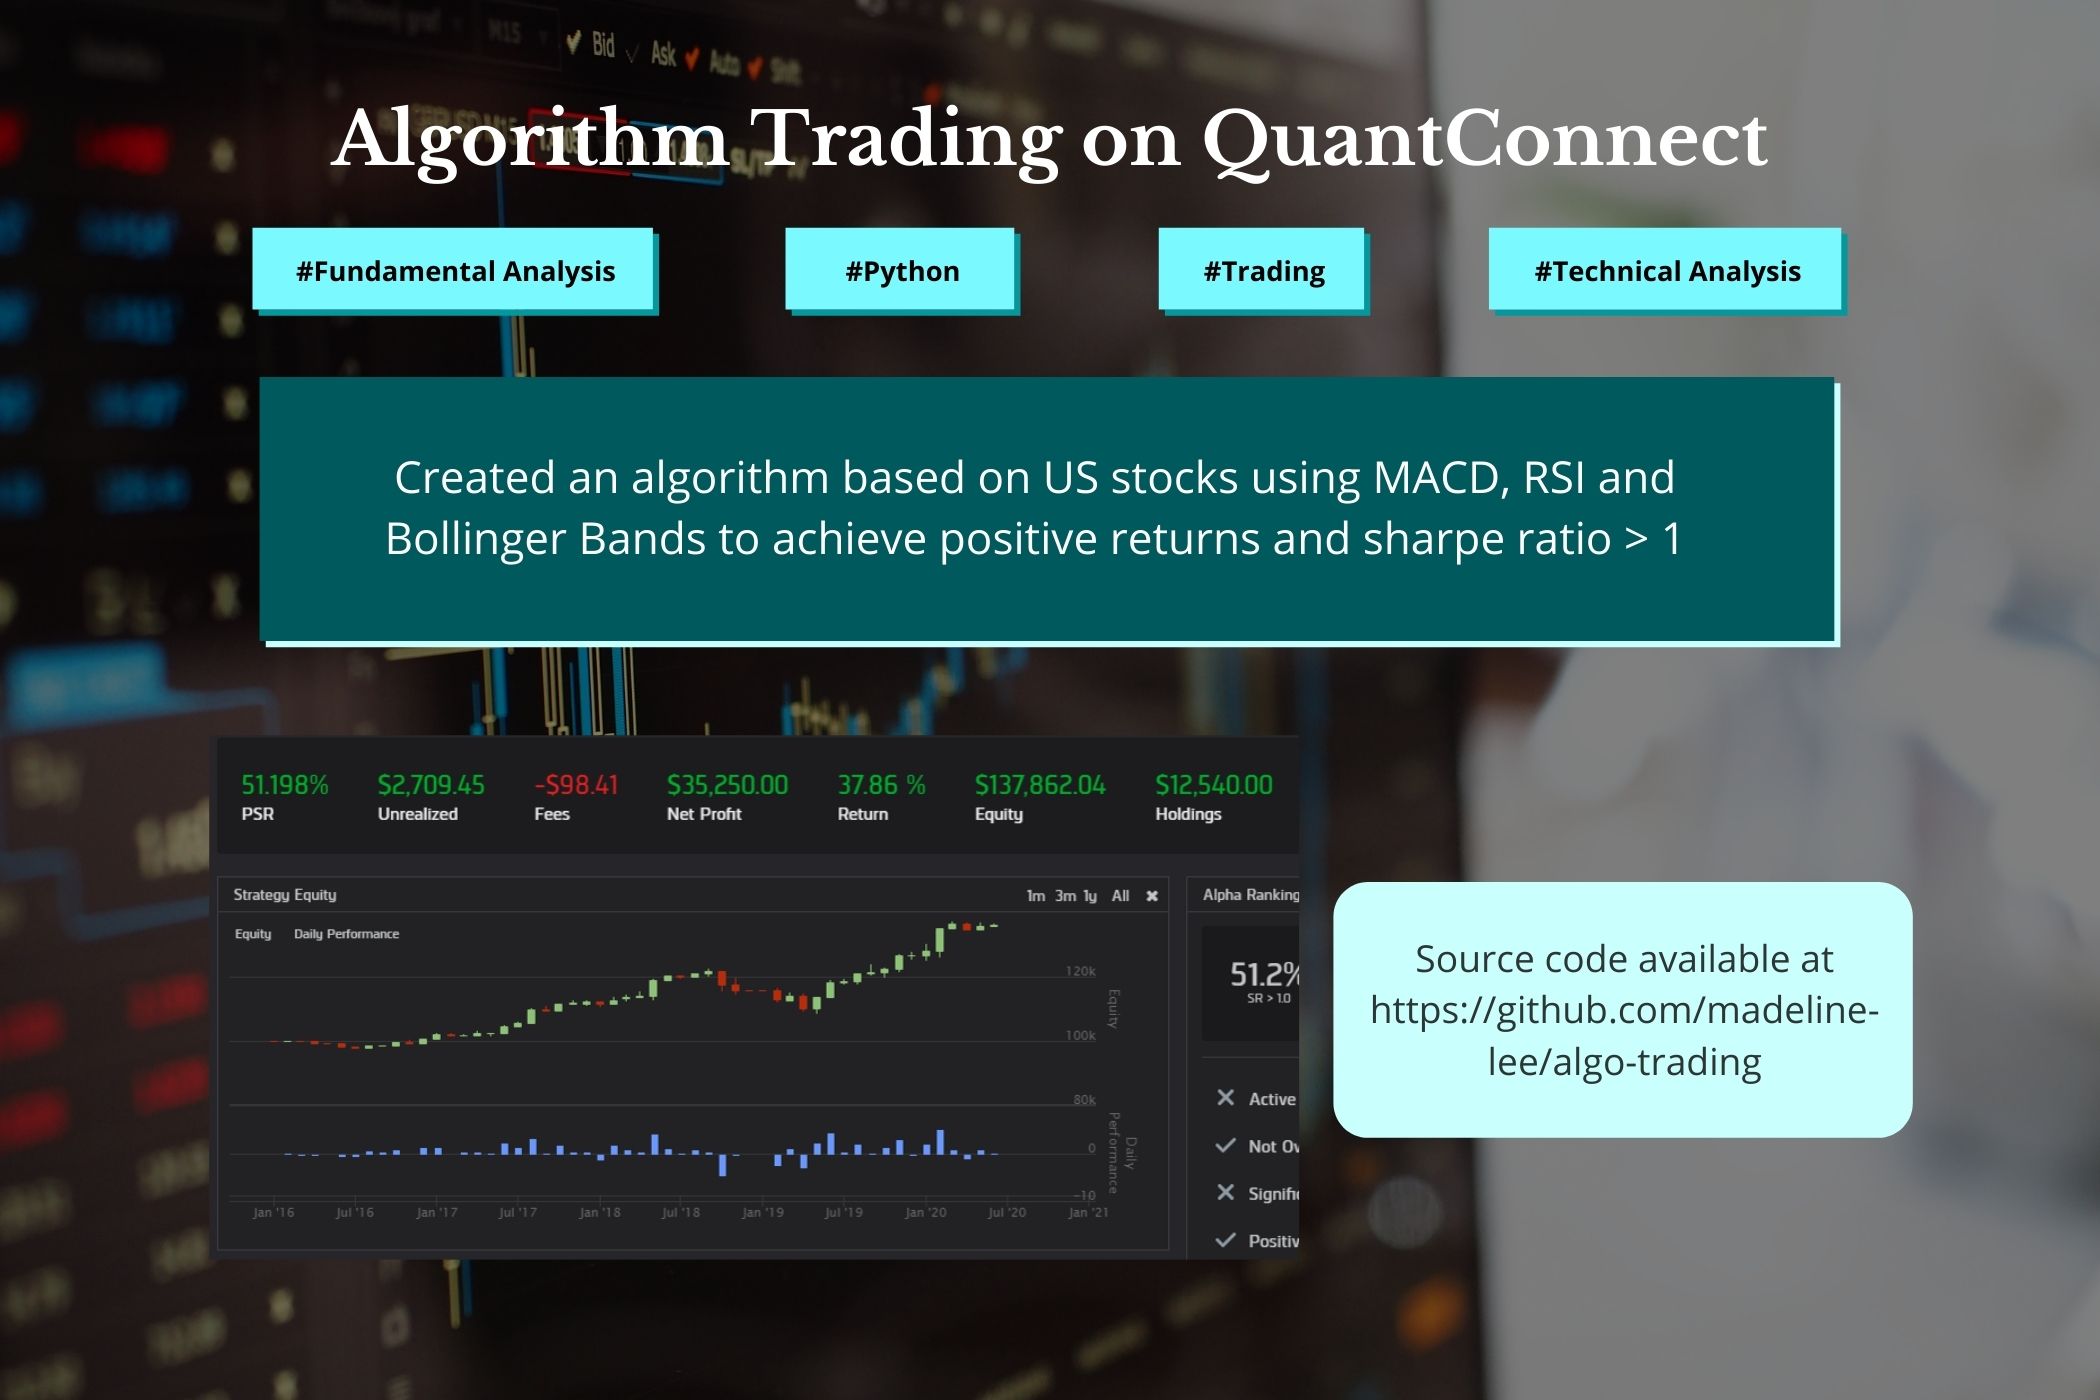 M15
Bid
Ask
Auto
Shift
Algorithm Trading on QuantConnect
#Fundamental Analysis
#Python
#Trading
#Technical Analysis
Created an algorithm based on US stocks using MACD, RSI and
Bollinger Bands to achieve positive returns and sharpe ratio > 1
51.198% $2,709.45 -$98.41 $35,250.00 37.86 % $137,862.04 $12,540.00
PSR Unrealized Fees Net Profit Return Equity Holdings
Strategy Equity 1m 3m 1y All
Equity Daily Performance
120k
100k
80k
0
-10
Equity
Daily
Performance
Jan '16 Jul '16 Jan '17 Jul '17 Jan '18 Jul '18 Jan '19 Jul '19 Jan '20 Jul '20 Jan '21
Alpha Ranking
51.2%
SR > 1.0
Active
Not Ov
Signific
Positiv
Source code available at
https://github.com/madeline-
lee/algo-trading